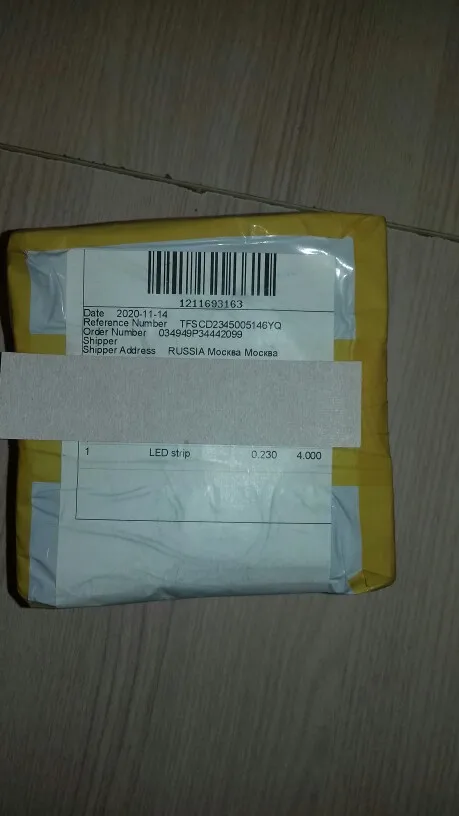 1211693163
Date 2020-11-14
Reference Number TFSCD2345005146YQ
Order Number 034949P34442099
Shipper
Shipper Address RUSSIA Москва Москва
1 LED strip 0.230 4.000